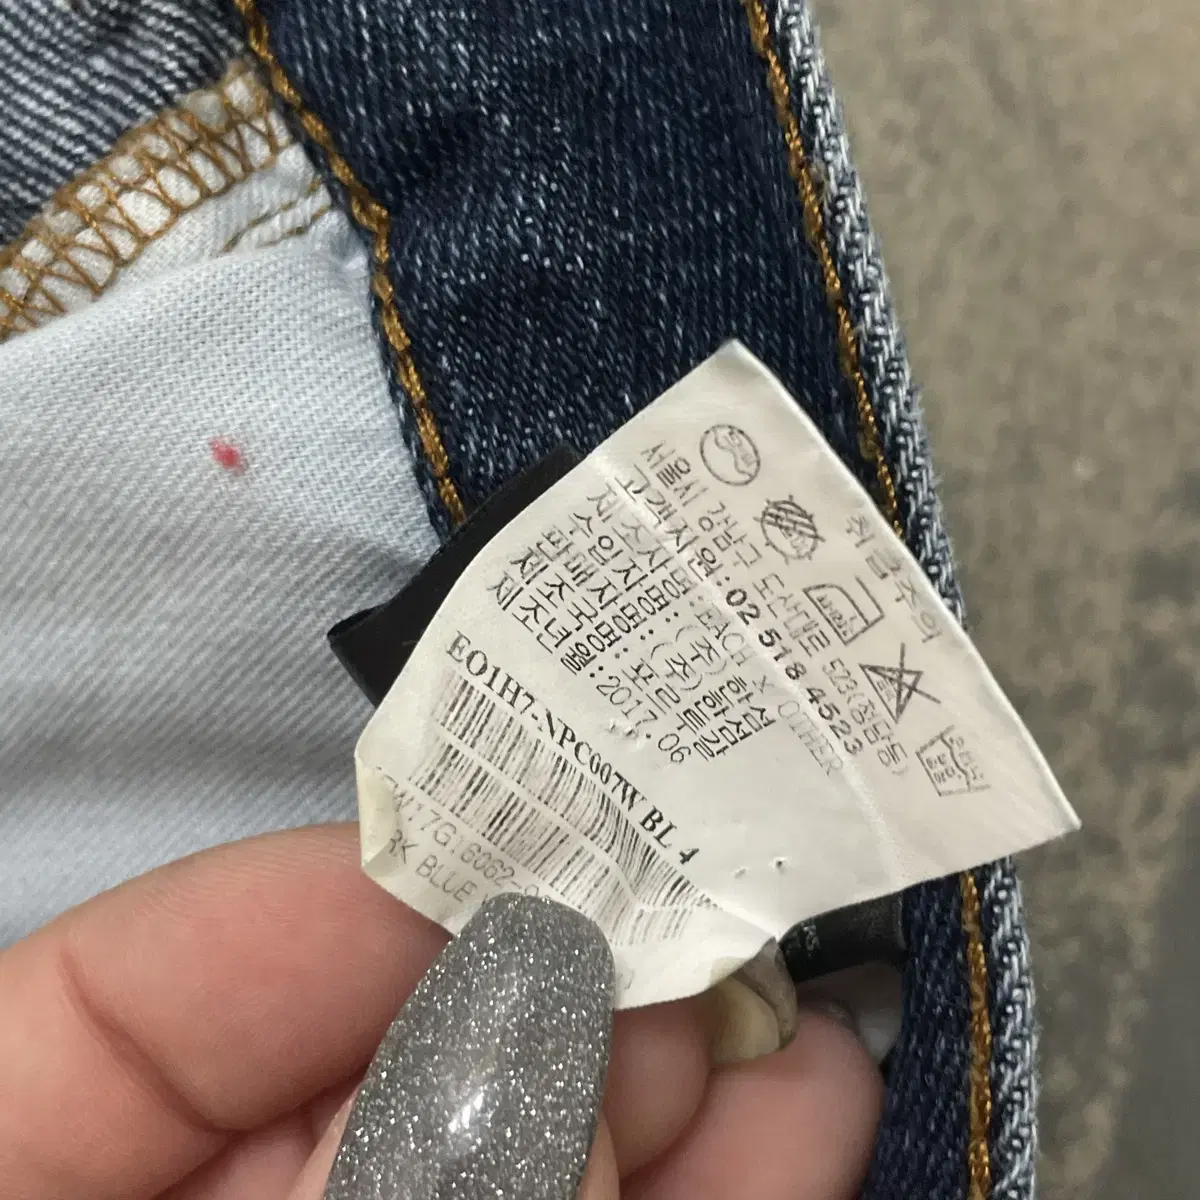 취급주의
서울시 강남구 도산대로 523(청담동)
고객지원:02 518 4523
제조사명:EACH X OTHER
수입자명:(주)한섬
판매자명:(주)한섬
제조국명:포르투갈
제조년월:2017.06
EO1H7-NPC007W BL 4
BLUE